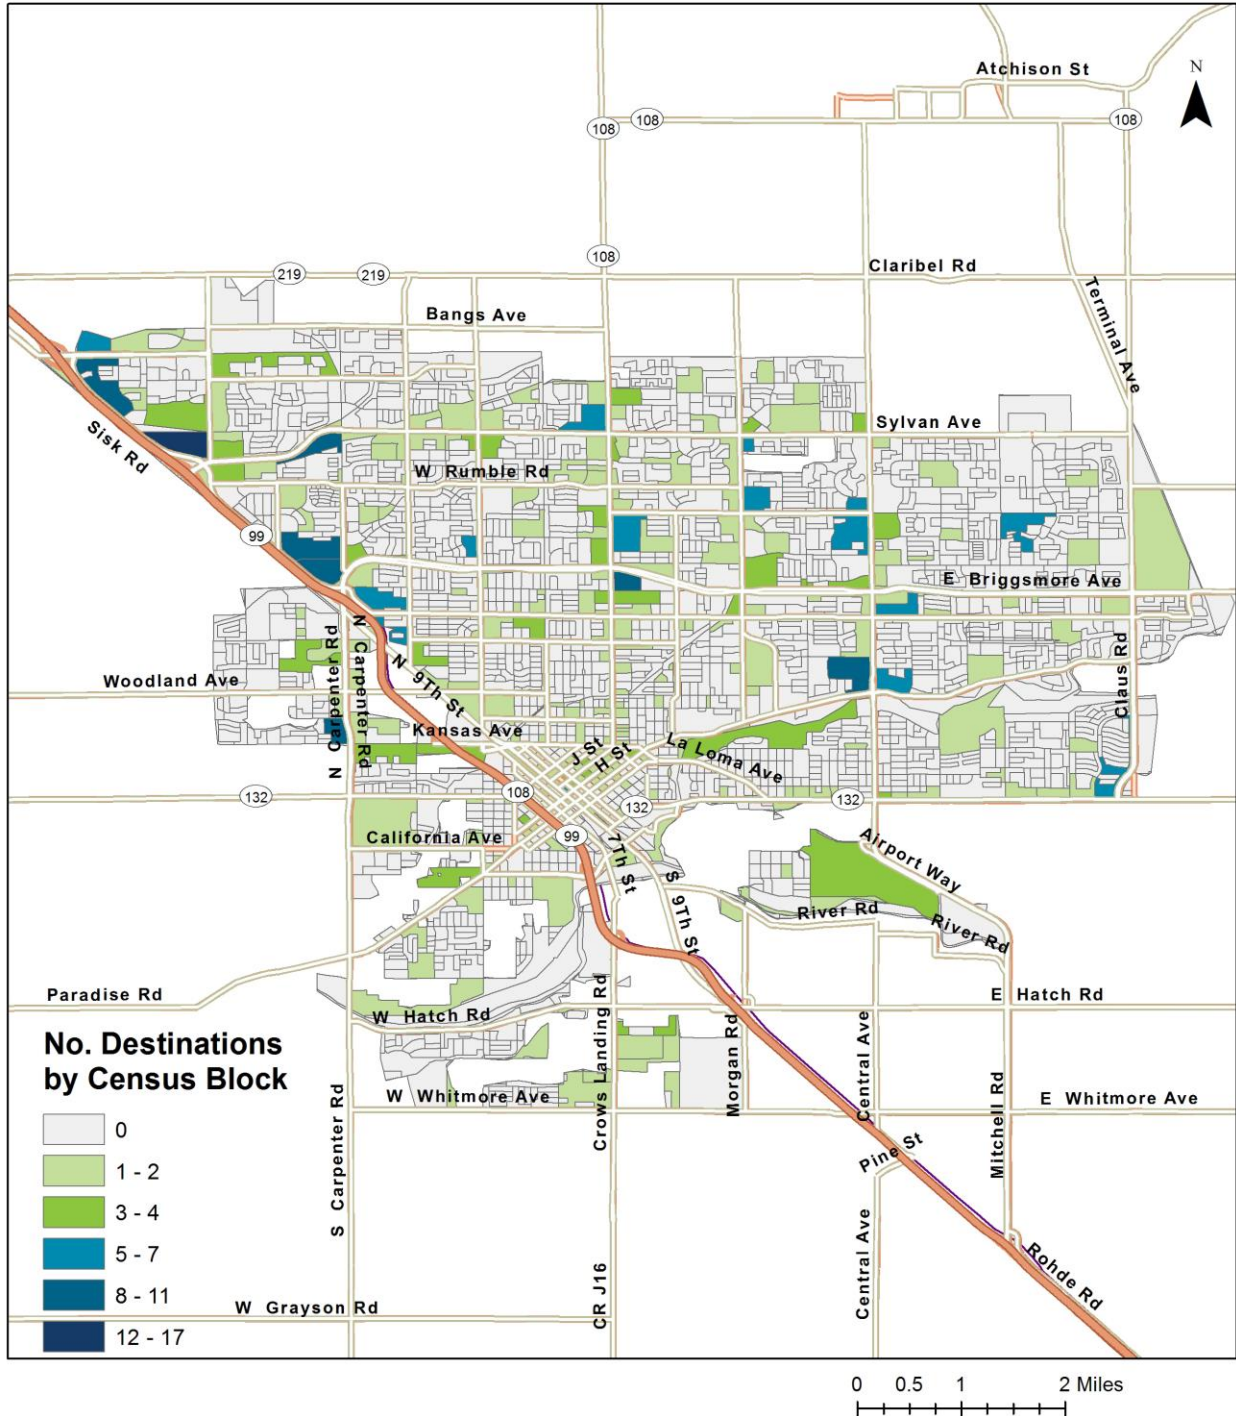 Atchison St
N
108
108
108
108
219
219
Claribel Rd
Bangs Ave
Terminal Ave
Sisk Rd
Sylvan Ave
W Rumble Rd
99
E Briggsmore Ave
N Carpenter Rd
N Carpenter Rd
N 9Th St
Claus Rd
Woodland Ave
Kansas Ave
J St
H St
La Loma Ave
132
108
132
132
California Ave
99
7Th St
Airport Way
S 9Th St
River Rd
River Rd
Paradise Rd
E Hatch Rd
W Hatch Rd
Crows Landing Rd
Morgan Rd
Central Ave
Mitchell Rd
W Whitmore Ave
E Whitmore Ave
S Carpenter Rd
Pine St
Central Ave
CR J16
Rohde Rd
W Grayson Rd
No. Destinations
by Census Block
0
1 - 2
3 - 4
5 - 7
8 - 11
12 - 17
0 0.5 1 2 Miles